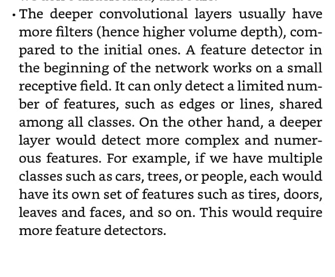 • The deeper convolutional layers usually have
more filters (hence higher volume depth), com-
pared to the initial ones. A feature detector in
the beginning of the network works on a small
receptive field. It can only detect a limited num-
ber of features, such as edges or lines, shared
among all classes. On the other hand, a deeper
layer would detect more complex and numer-
ous features. For example, if we have multiple
classes such as cars, trees, or people, each would
have its own set of features such as tires, doors,
leaves and faces, and so on. This would require
more feature detectors.